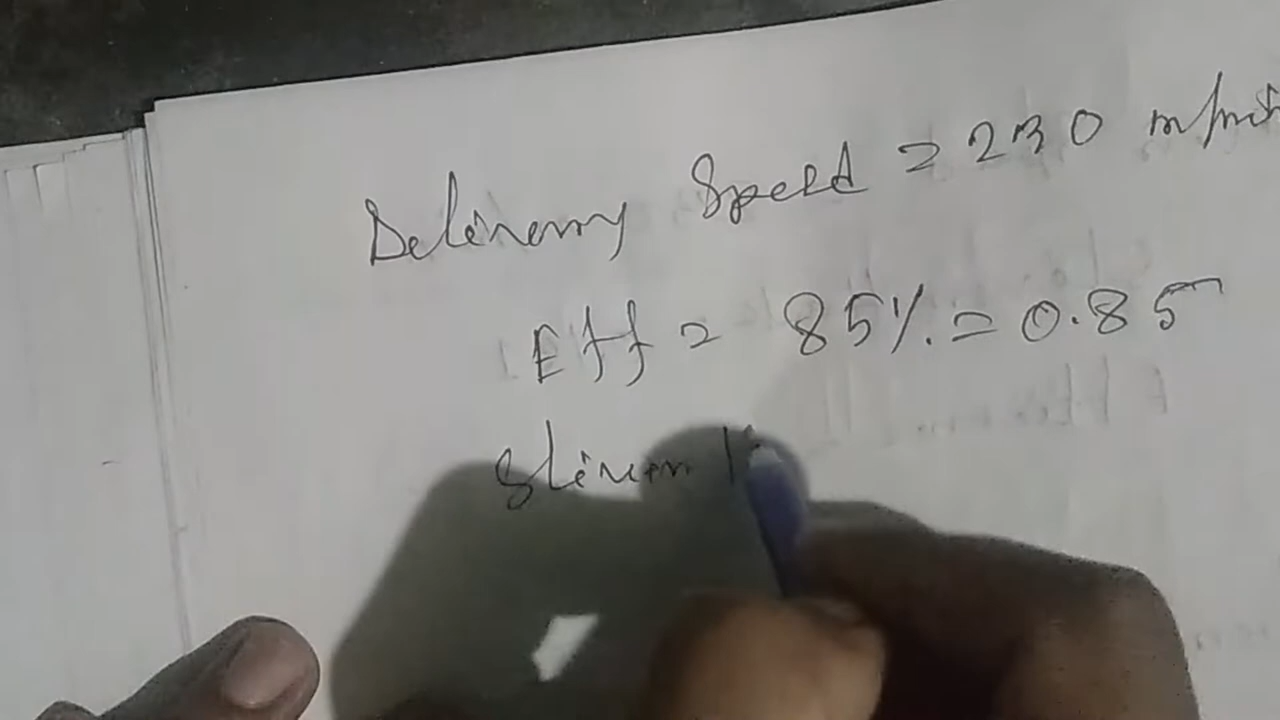 Delivery Speed = 230 m/min
Eff = 85% = 0.85
Sliver